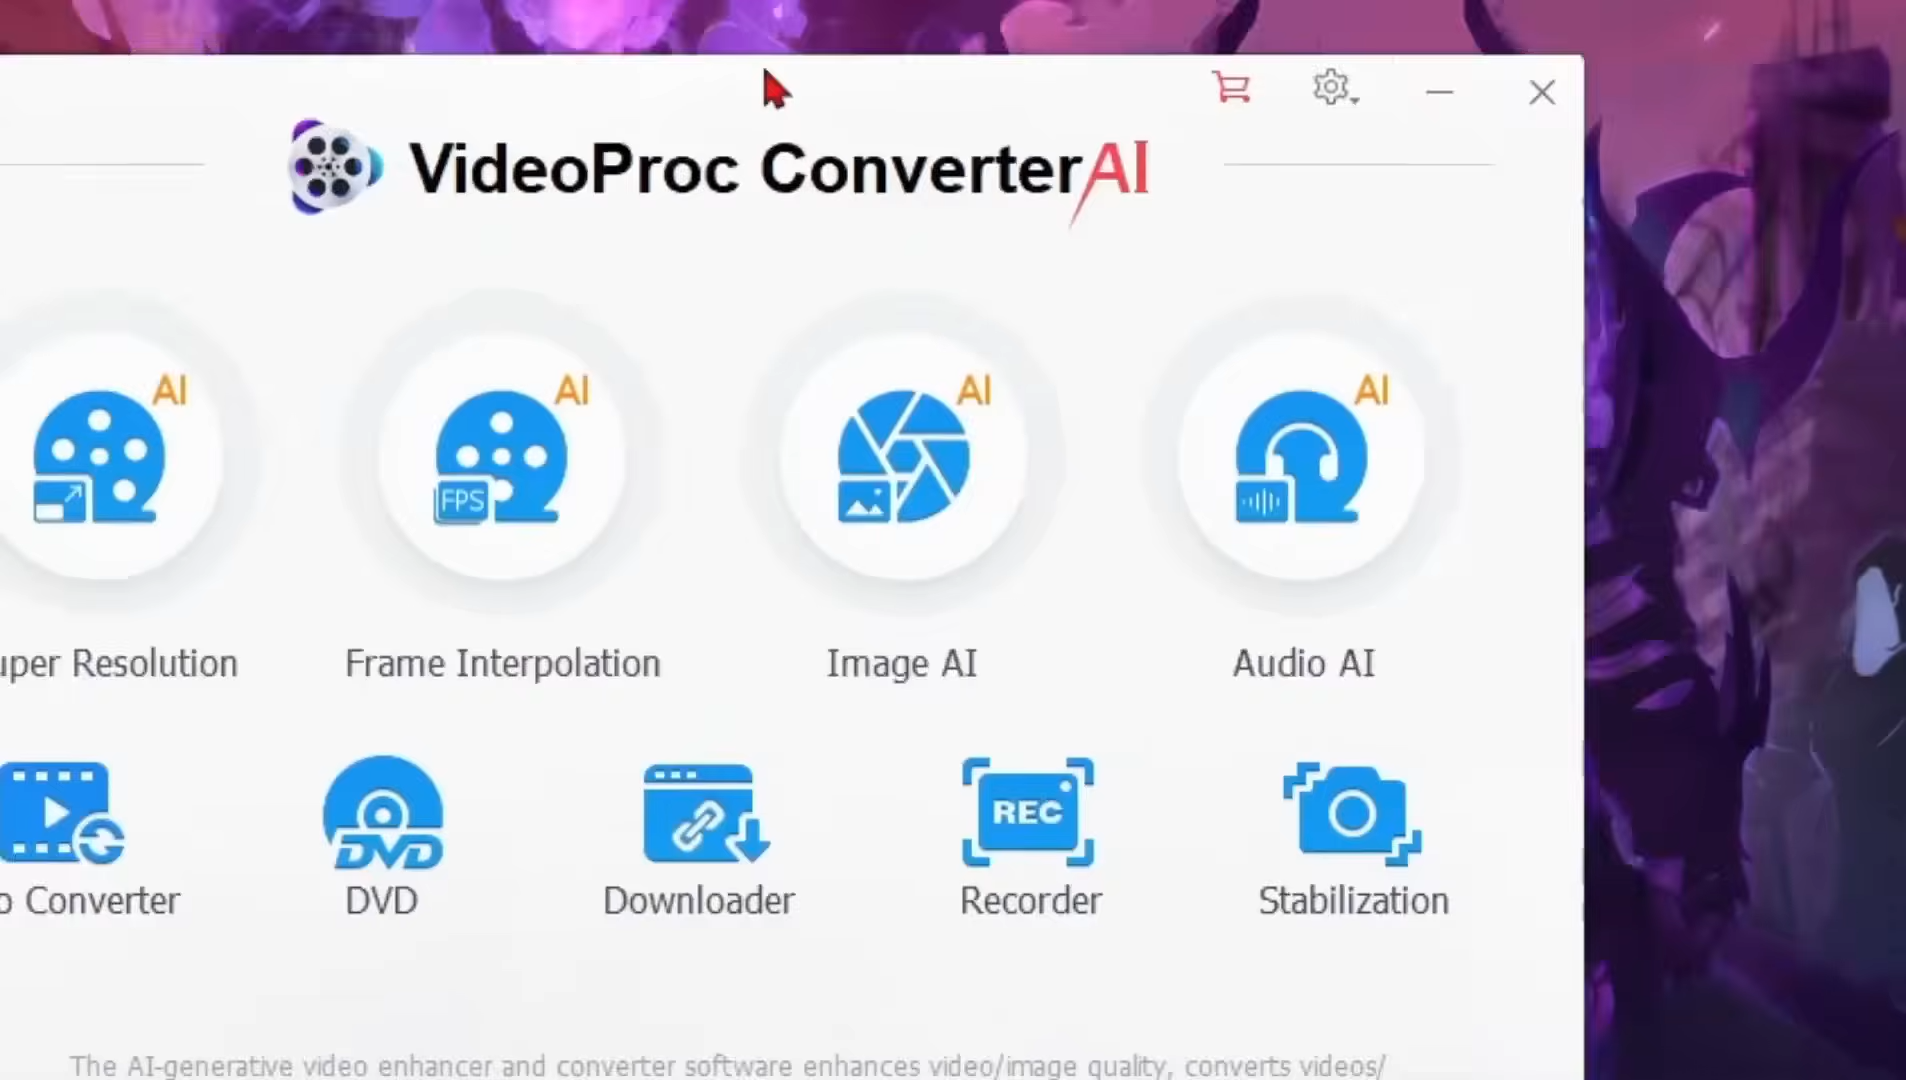 VideoProc ConverterAI
AI AI AI AI
FPS
uper Resolution Frame Interpolation Image AI Audio AI
DVD REC
o Converter DVD Downloader Recorder Stabilization
The AI-generative video enhancer and converter software enhances video/image quality, converts videos/